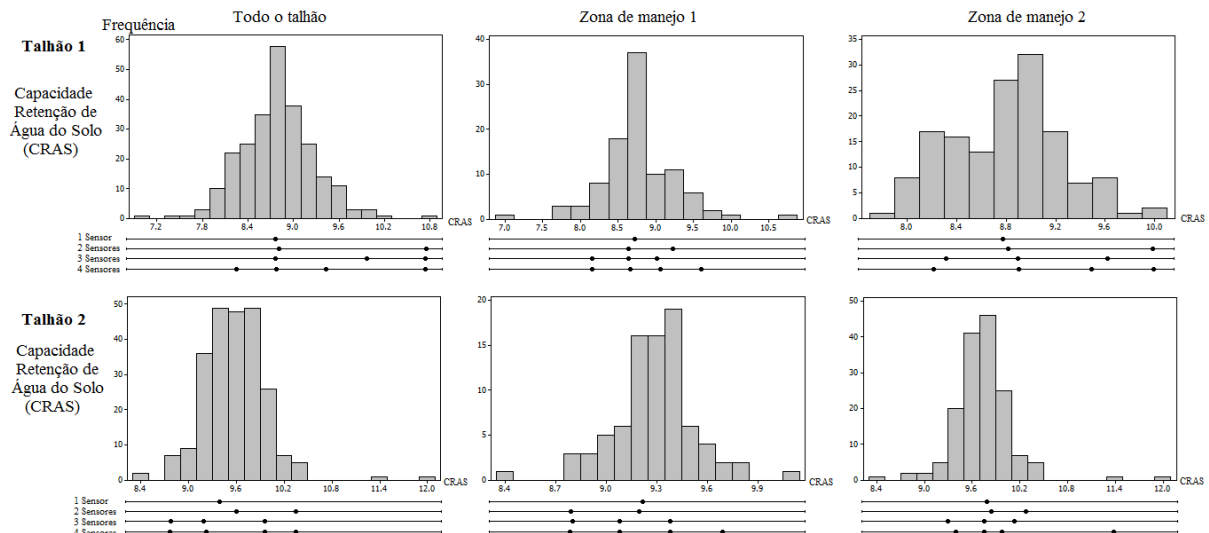 Todo o talhão
Zona de manejo 1
Zona de manejo 2
Frequência
Talhão 1
Capacidade
Retenção de
Água do Solo
(CRAS)
60
50
40
30
20
10
0
7.2 7.8 8.4 9.0 9.6 10.2 10.8
CRAS
40
30
20
10
0
7.0 7.5 8.0 8.5 9.0 9.5 10.0 10.5
CRAS
35
30
25
20
15
10
5
0
8.0 8.4 8.8 9.2 9.6 10.0
CRAS
1 Sensor
2 Sensores
3 Sensores
4 Sensores
Talhão 2
Capacidade
Retenção de
Água do Solo
(CRAS)
50
40
30
20
10
0
8.4 9.0 9.6 10.2 10.8 11.4 12.0
CRAS
20
15
10
5
0
8.4 8.7 9.0 9.3 9.6 9.9
CRAS
50
40
30
20
10
0
8.4 9.0 9.6 10.2 10.8 11.4 12.0
CRAS
1 Sensor
2 Sensores
3 Sensores
4 Sensores